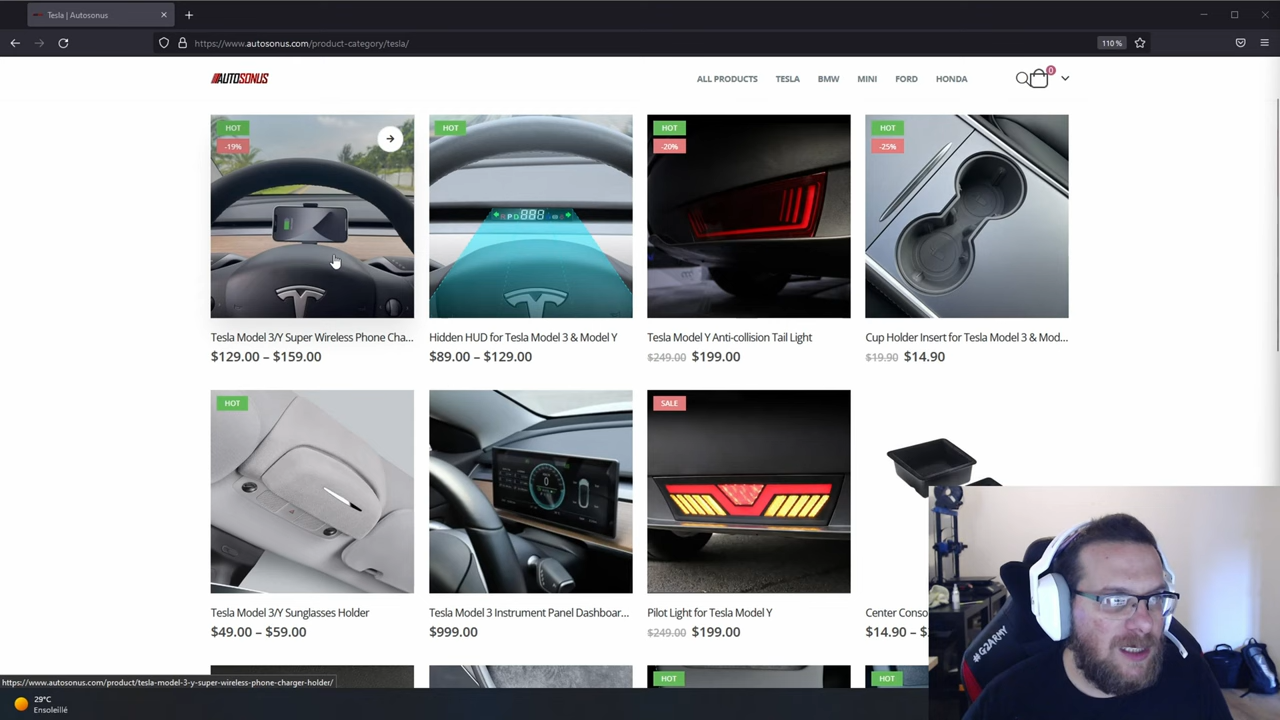 Tesla | Autosonus
https://www.autosonus.com/product-category/tesla/
110 %
AUTOSONUS
ALL PRODUCTS TESLA BMW MINI FORD HONDA
0
HOT
-19%
HOT
P D 888
HOT
-20%
HOT
-25%
Tesla Model 3/Y Super Wireless Phone Cha...
$129.00 – $159.00
Hidden HUD for Tesla Model 3 & Model Y
$89.00 – $129.00
Tesla Model Y Anti-collision Tail Light
$249.00 $199.00
Cup Holder Insert for Tesla Model 3 & Mod...
$19.90 $14.90
HOT
SALE
Tesla Model 3/Y Sunglasses Holder
$49.00 – $59.00
Tesla Model 3 Instrument Panel Dashboar...
$999.00
Pilot Light for Tesla Model Y
$249.00 $199.00
Center Conso
$14.90 – $
HOT
HOT
https://www.autosonus.com/product/tesla-model-3-y-super-wireless-phone-charger-holder/
29°C
Ensoleillé
#G2ARMY